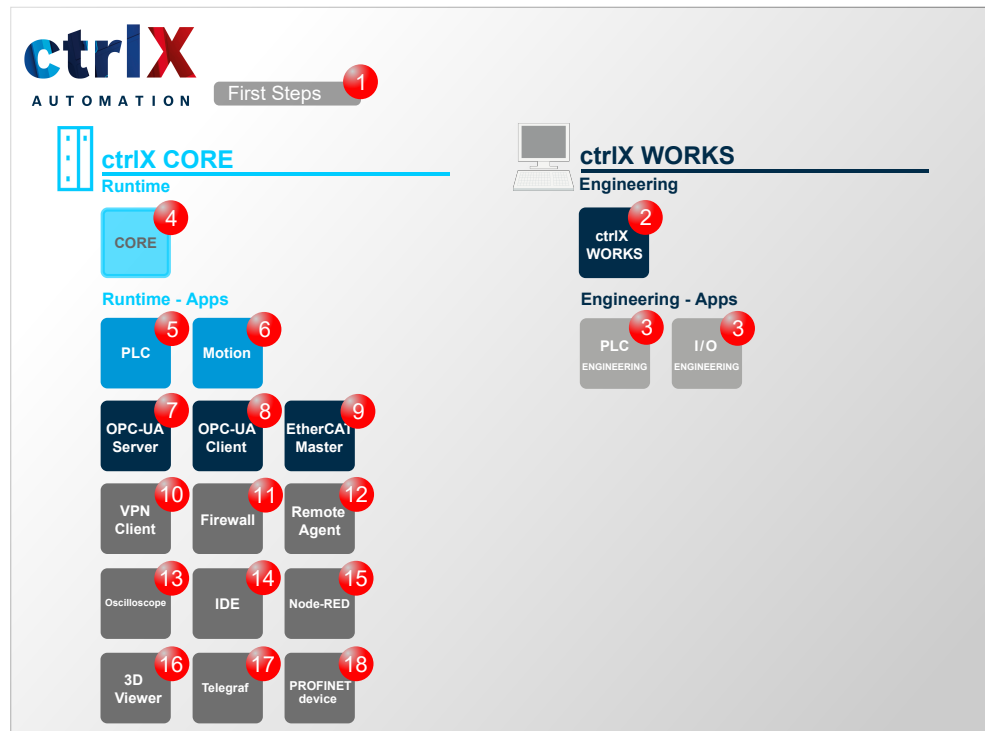 ctrlX
AUTOMATION
First Steps
1
ctrlX CORE
Runtime
4
CORE
Runtime - Apps
5
PLC
6
Motion
7
OPC-UA
Server
8
OPC-UA
Client
9
EtherCAT
Master
10
VPN
Client
11
Firewall
12
Remote
Agent
13
Oscilloscope
14
IDE
15
Node-RED
16
3D
Viewer
17
Telegraf
18
PROFINET
device
ctrlX WORKS
Engineering
2
ctrlX
WORKS
Engineering - Apps
3
PLC
ENGINEERING
3
I/O
ENGINEERING